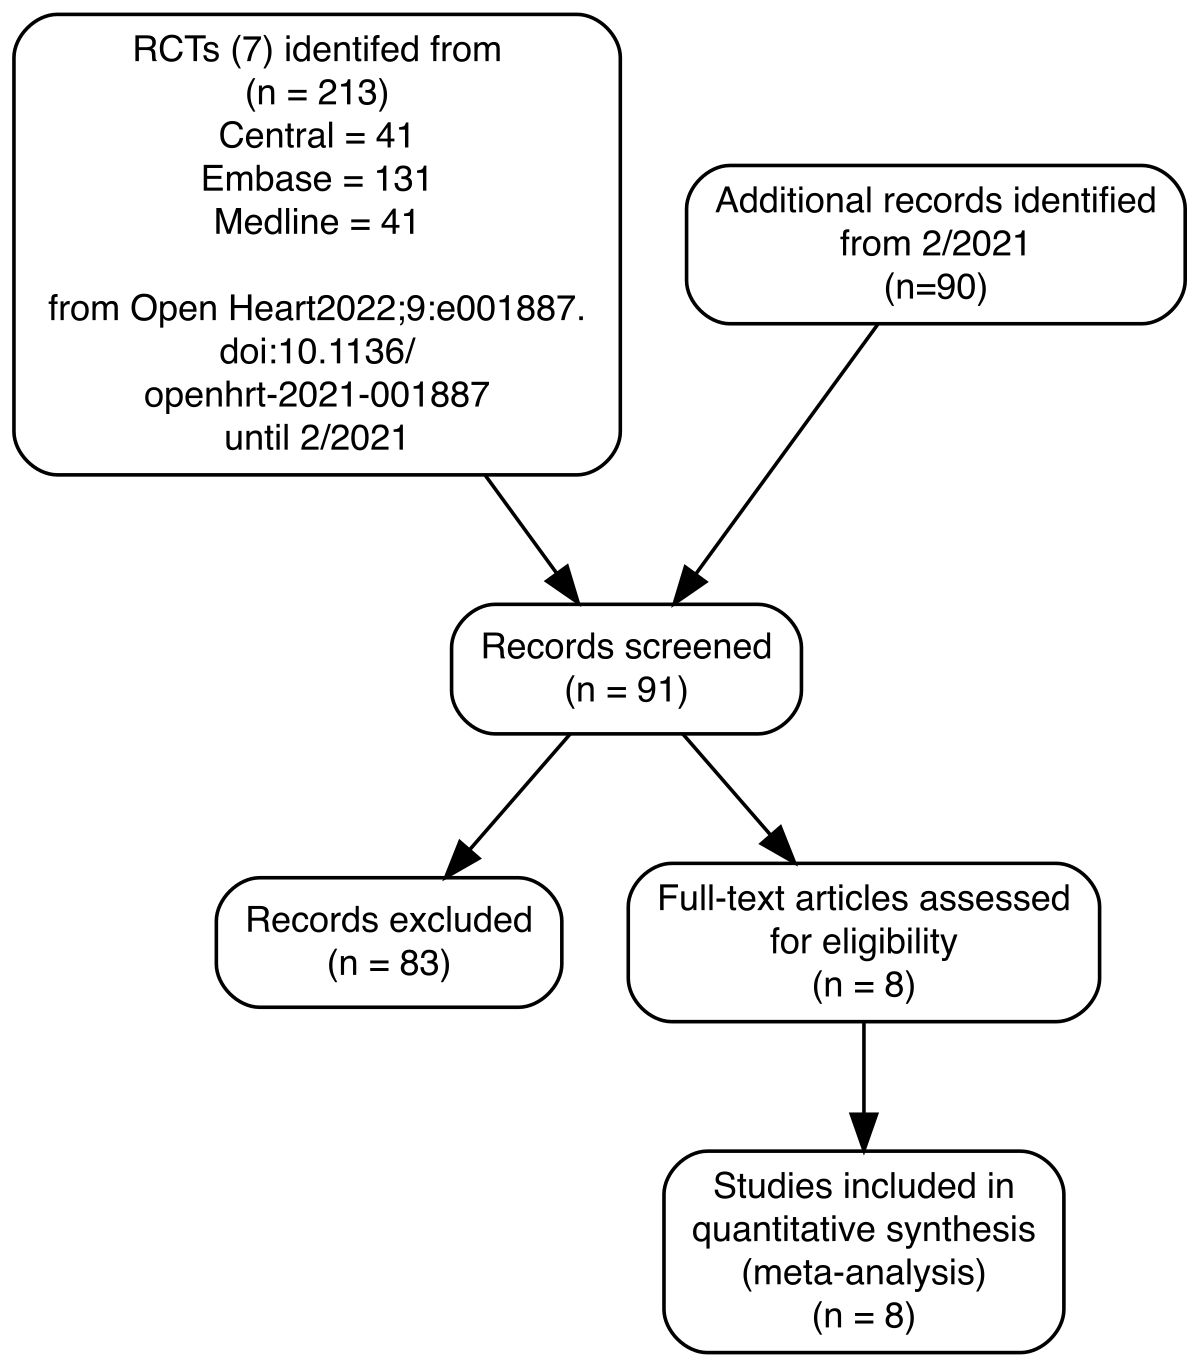 RCTs (7) identifed from
(n = 213)
Central = 41
Embase = 131
Medline = 41
from Open Heart2022;9:e001887.
doi:10.1136/
openhrt-2021-001887
until 2/2021
Additional records identified
from 2/2021
(n=90)
Records screened
(n = 91)
Records excluded
(n = 83)
Full-text articles assessed
for eligibility
(n = 8)
Studies included in
quantitative synthesis
(meta-analysis)
(n = 8)